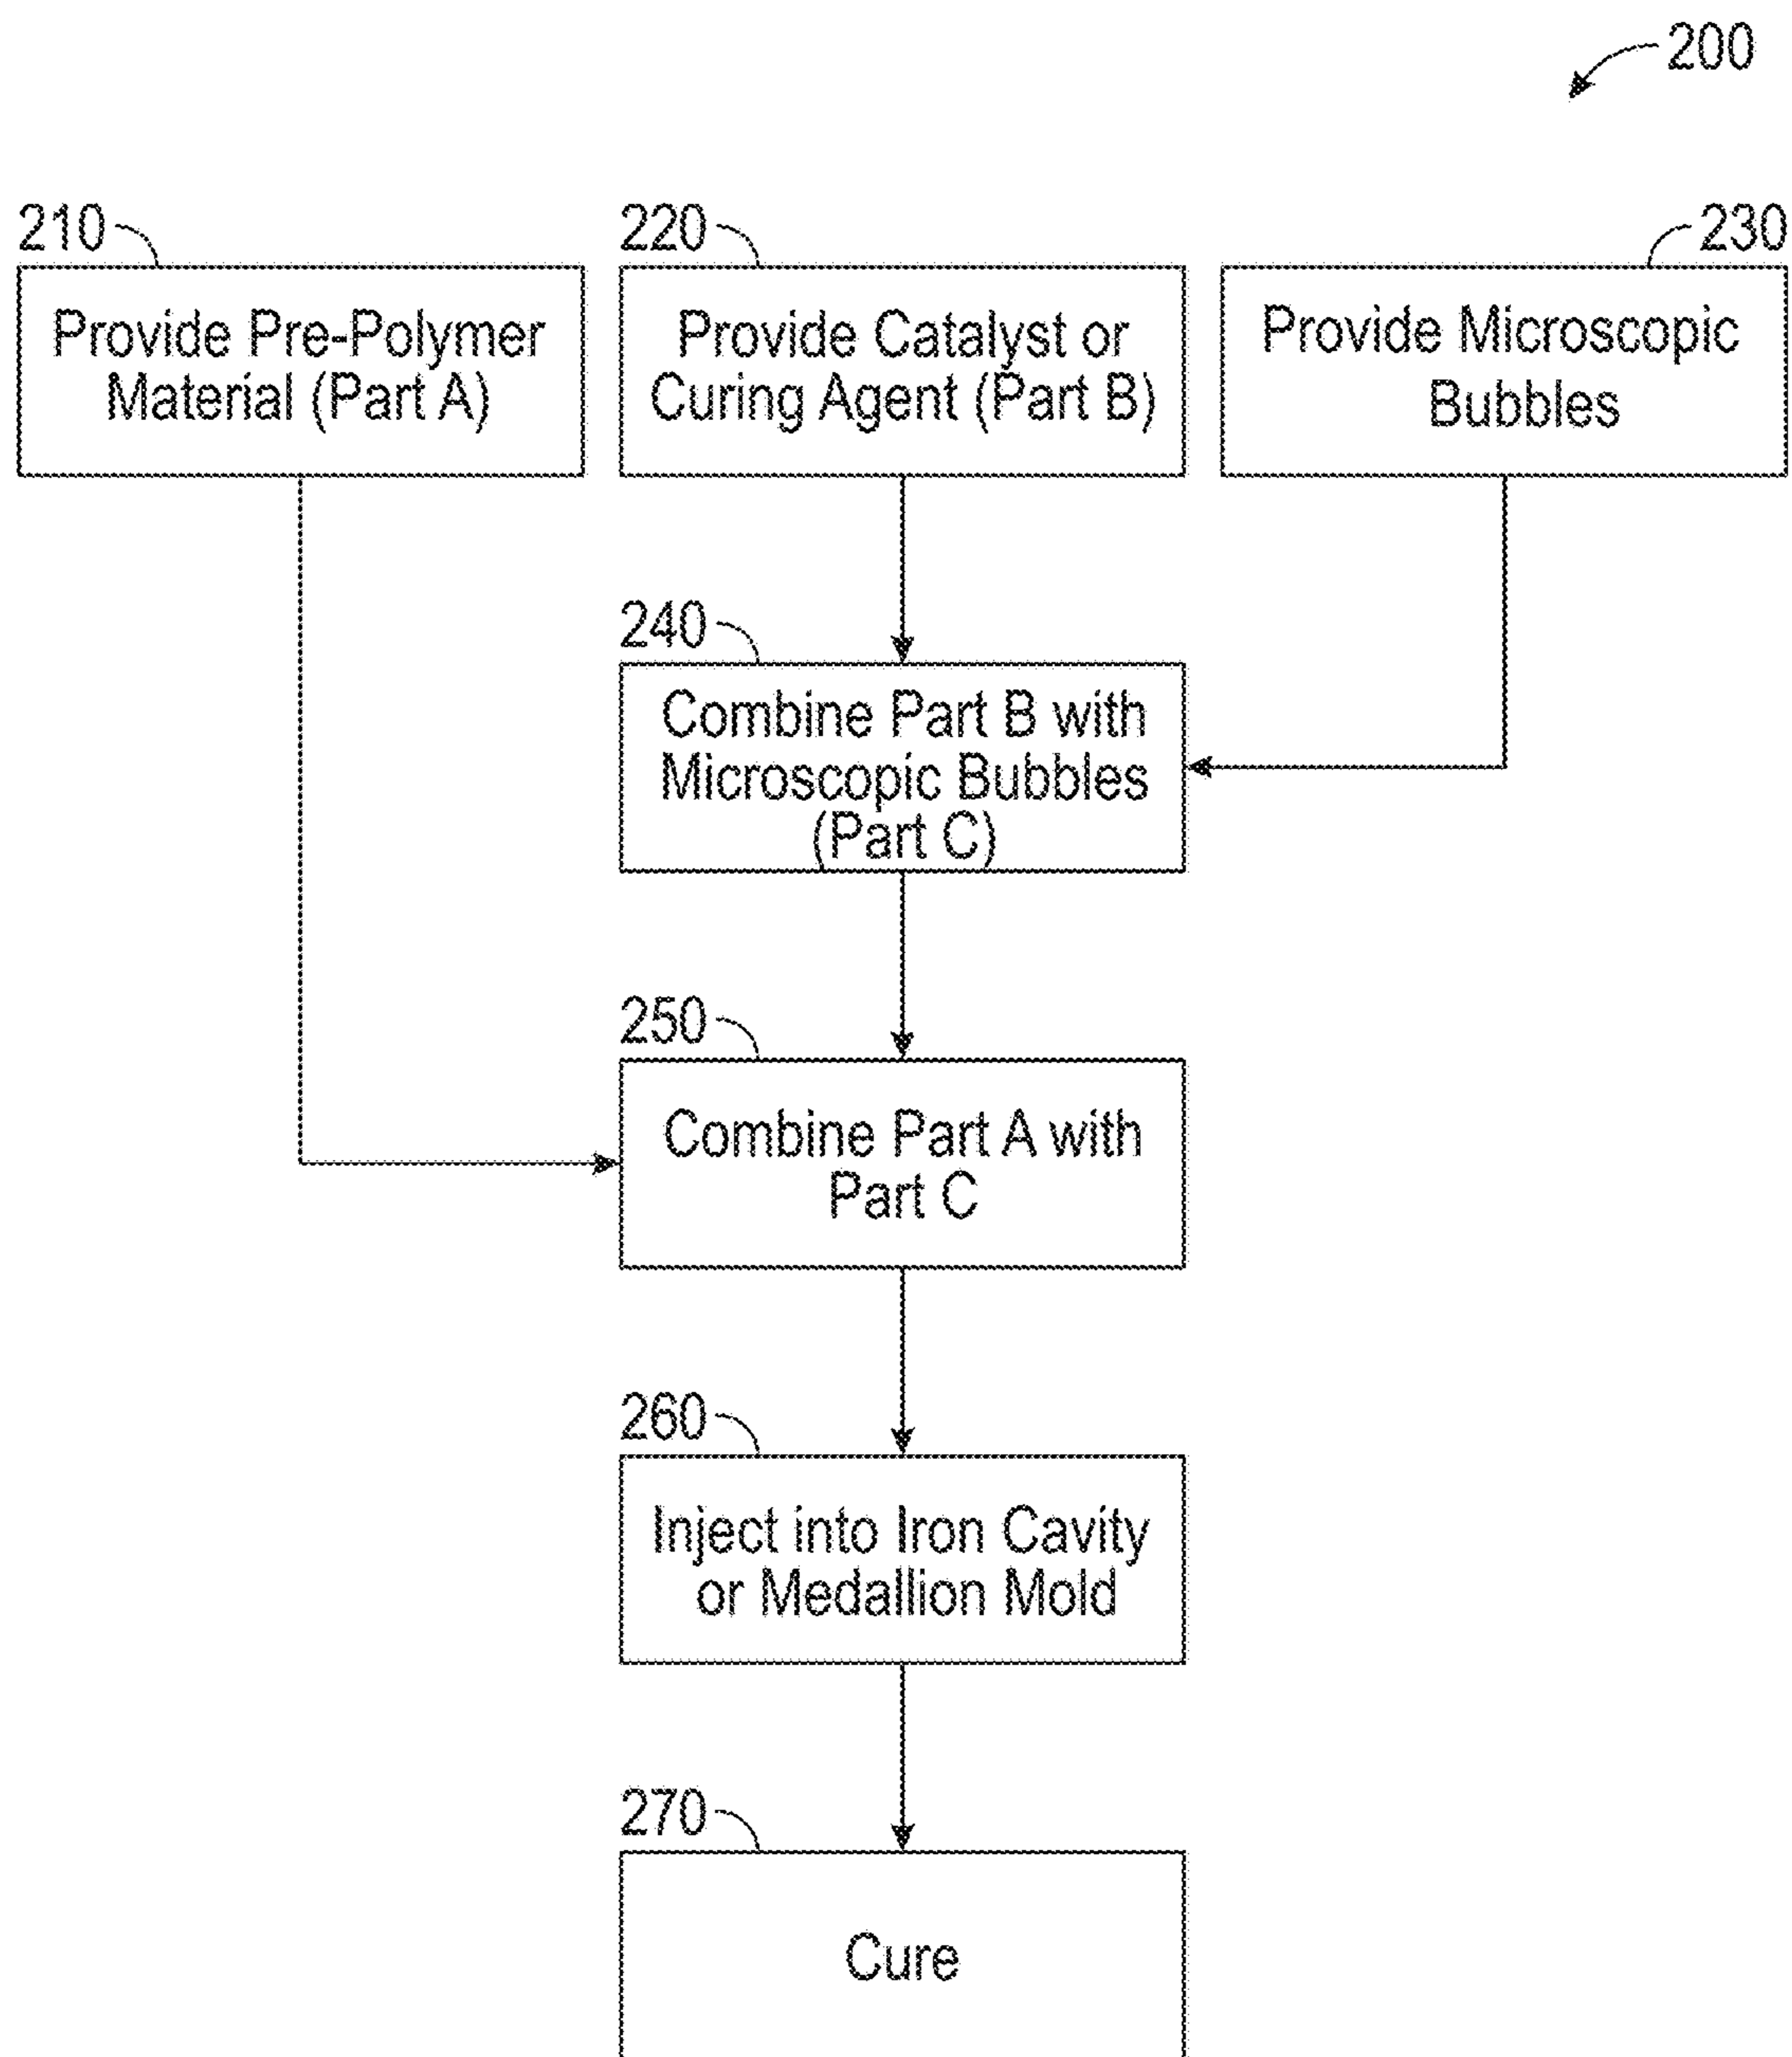 200
210
Provide Pre-Polymer
Material (Part A)
220
Provide Catalyst or
Curing Agent (Part B)
230
Provide Microscopic
Bubbles
240
Combine Part B with
Microscopic Bubbles
(Part C)
250
Combine Part A with
Part C
260
Inject into Iron Cavity
or Medallion Mold
270
Cure